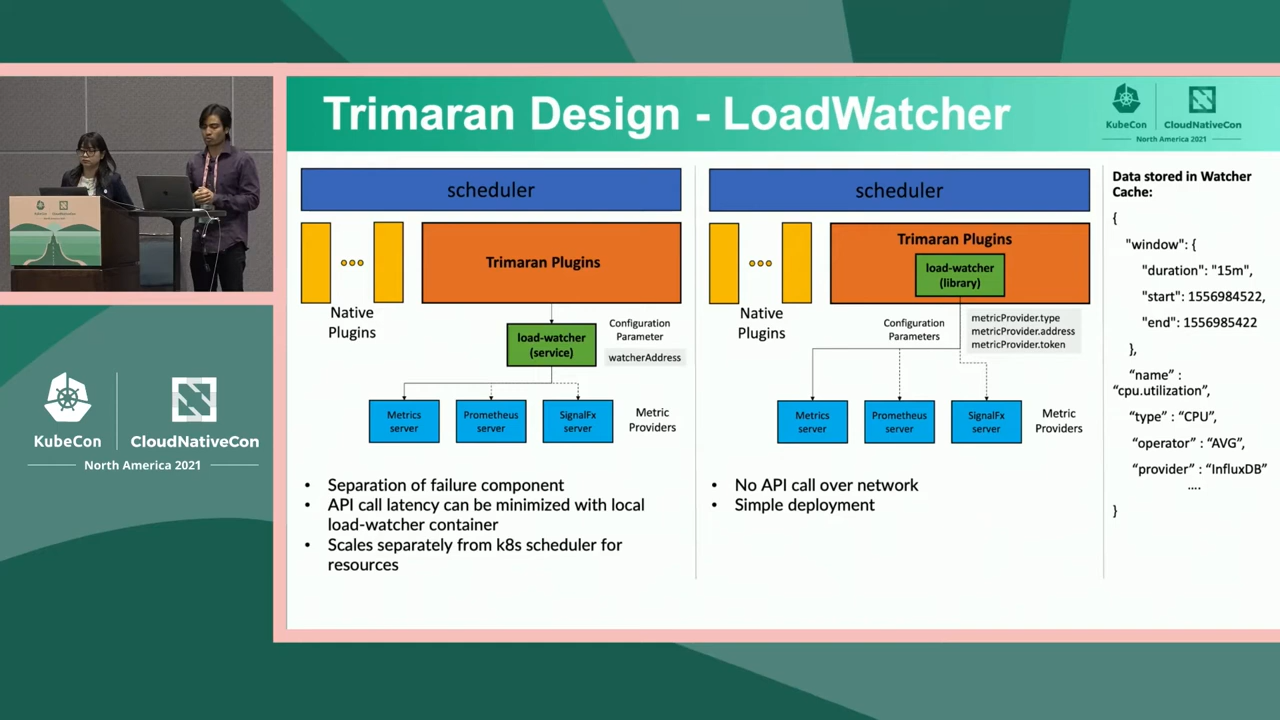 Trimaran Design - LoadWatcher
KubeCon
CloudNativeCon
North America 2021
scheduler
Trimaran Plugins
Native
Plugins
load-watcher
(service)
Configuration
Parameter
watcherAddress
Metrics
server
Prometheus
server
SignalFx
server
Metric
Providers
• Separation of failure component
• API call latency can be minimized with local
load-watcher container
• Scales separately from k8s scheduler for
resources
scheduler
Trimaran Plugins
load-watcher
(library)
Native
Plugins
Configuration
Parameters
metricProvider.type
metricProvider.address
metricProvider.token
Metrics
server
Prometheus
server
SignalFx
server
Metric
Providers
• No API call over network
• Simple deployment
Data stored in Watcher
Cache:
{
"window": {
"duration": "15m",
"start": 1556984522,
"end": 1556985422
},
"name" :
“cpu.utilization”,
“type” : “CPU”,
“operator” : “AVG”,
“provider” : “InfluxDB”
....
}
KubeCon
CloudNativeCon
North America 2021